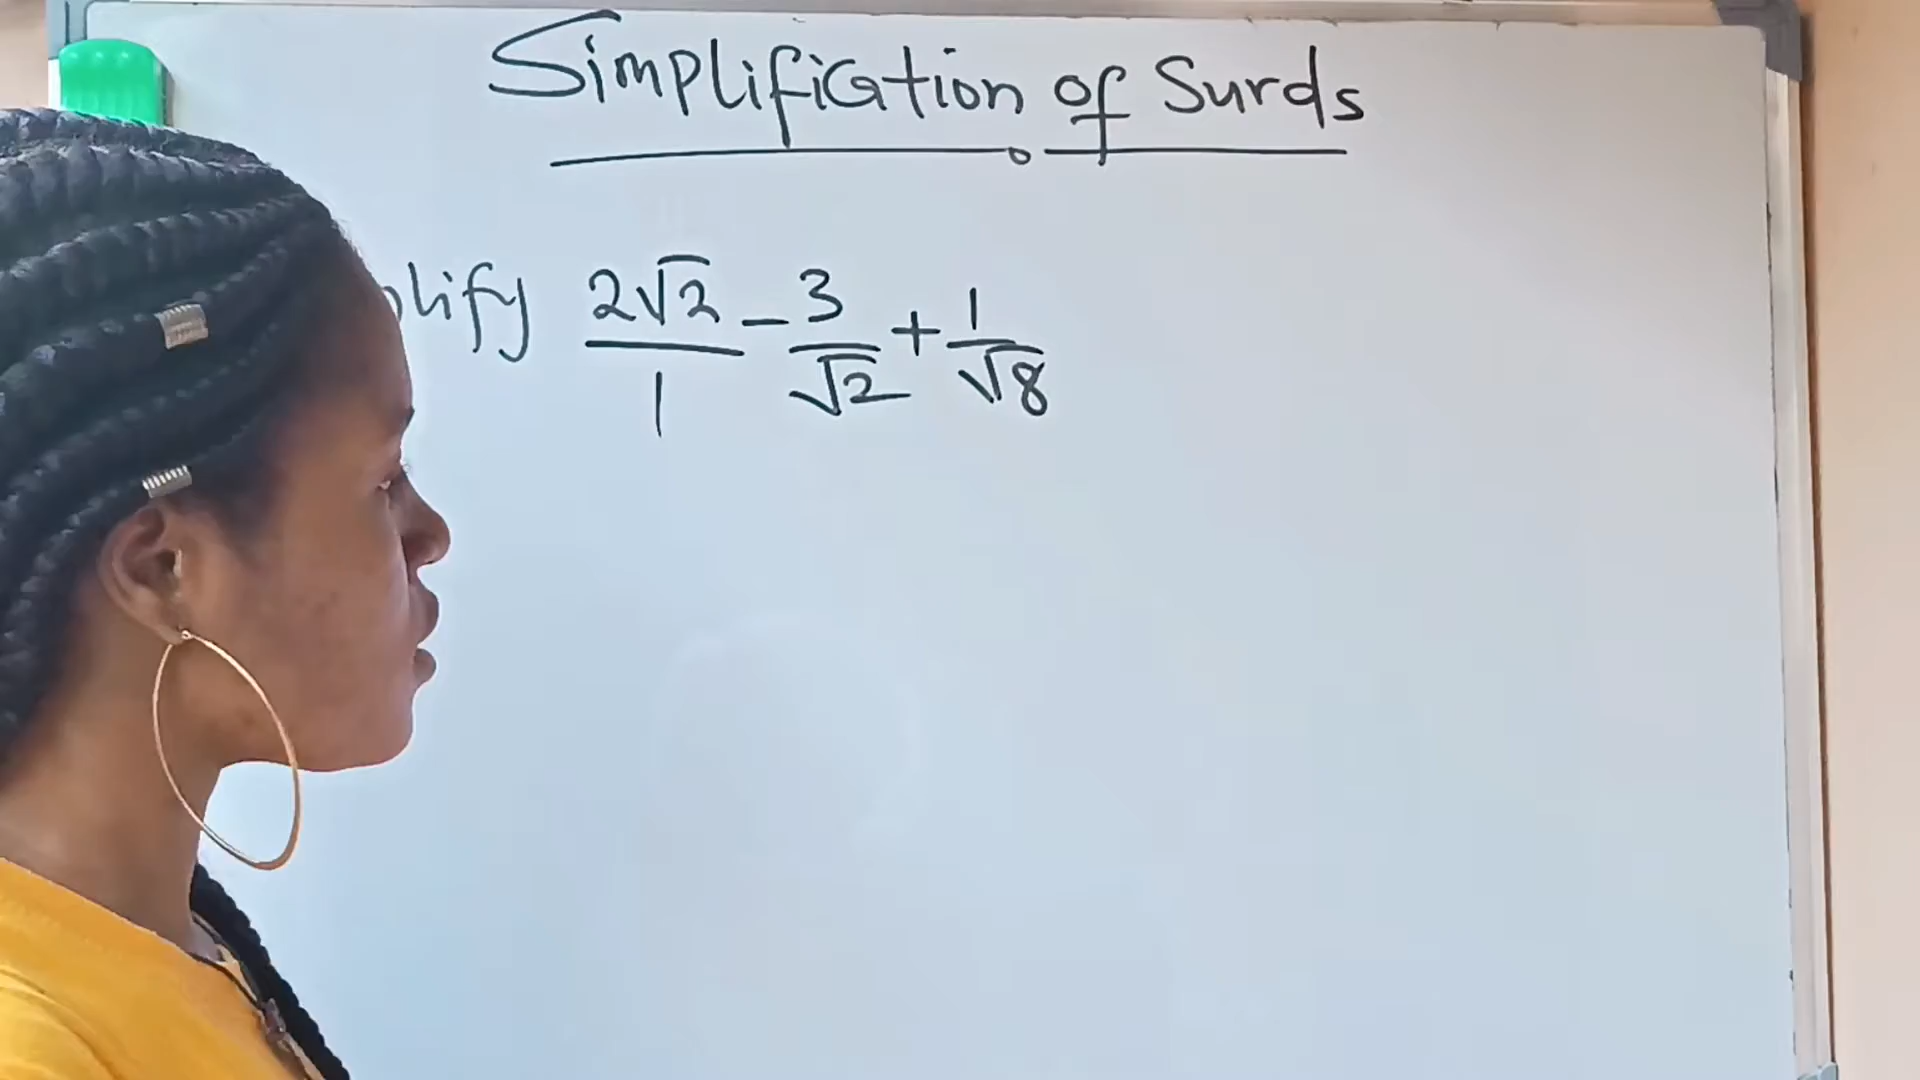 Simplification of Surds
plify 2√2/1 - 3/√2 + 1/√8